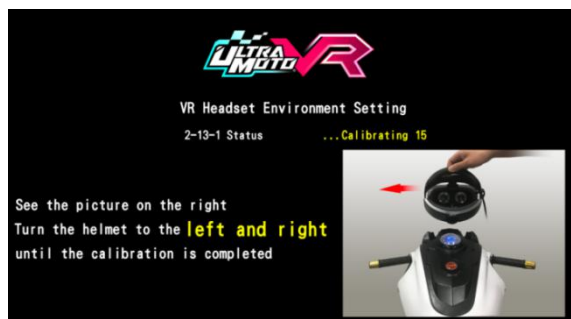 ULTRA
MOTO VR
VR Headset Environment Setting
2-13-1 Status ...Calibrating 15
See the picture on the right
Turn the helmet to the left and right
until the calibration is completed